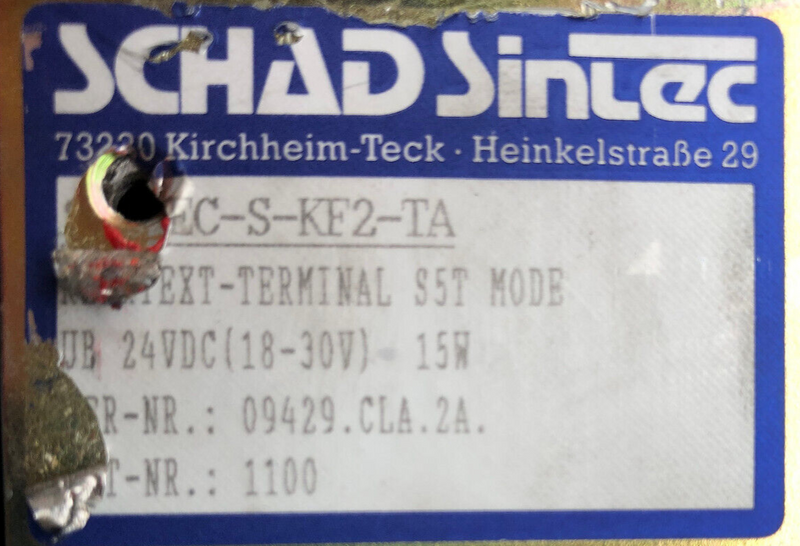 SCHAD Sintec
73230 Kirchheim-Teck · Heinkelstraße 29
EC-S-KF2-TA
TEXT-TERMINAL S5T MODE
UB 24VDC(18-30V) 15W
R-NR.: 09429.CLA.2A.
T-NR.: 1100